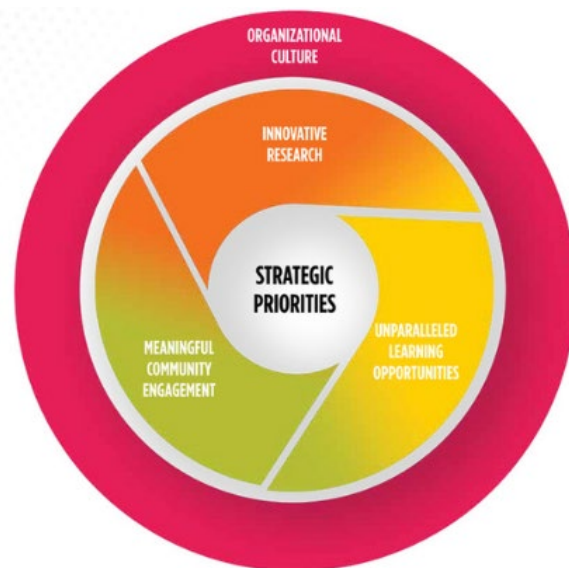 ORGANIZATIONAL
CULTURE
INNOVATIVE
RESEARCH
STRATEGIC
PRIORITIES
UNPARALLELED
LEARNING
OPPORTUNITIES
MEANINGFUL
COMMUNITY
ENGAGEMENT